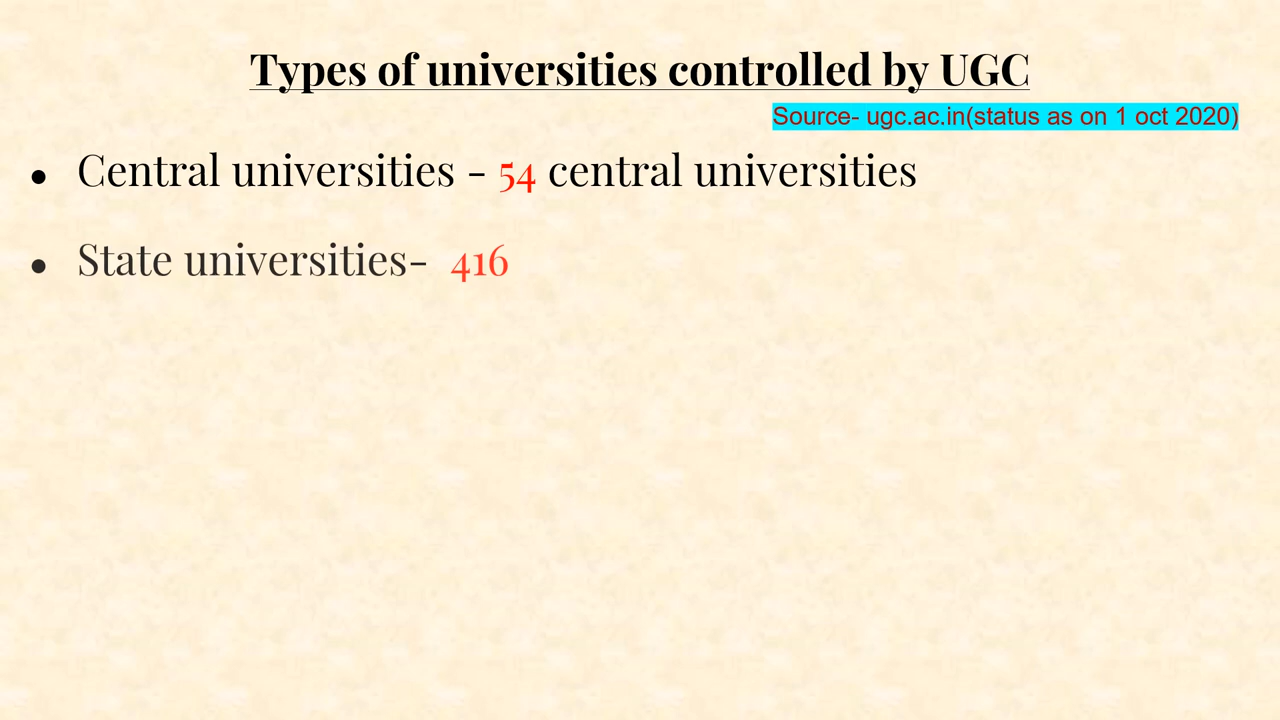 Types of universities controlled by UGC
Source- ugc.ac.in(status as on 1 oct 2020)
● Central universities - 54 central universities
● State universities- 416